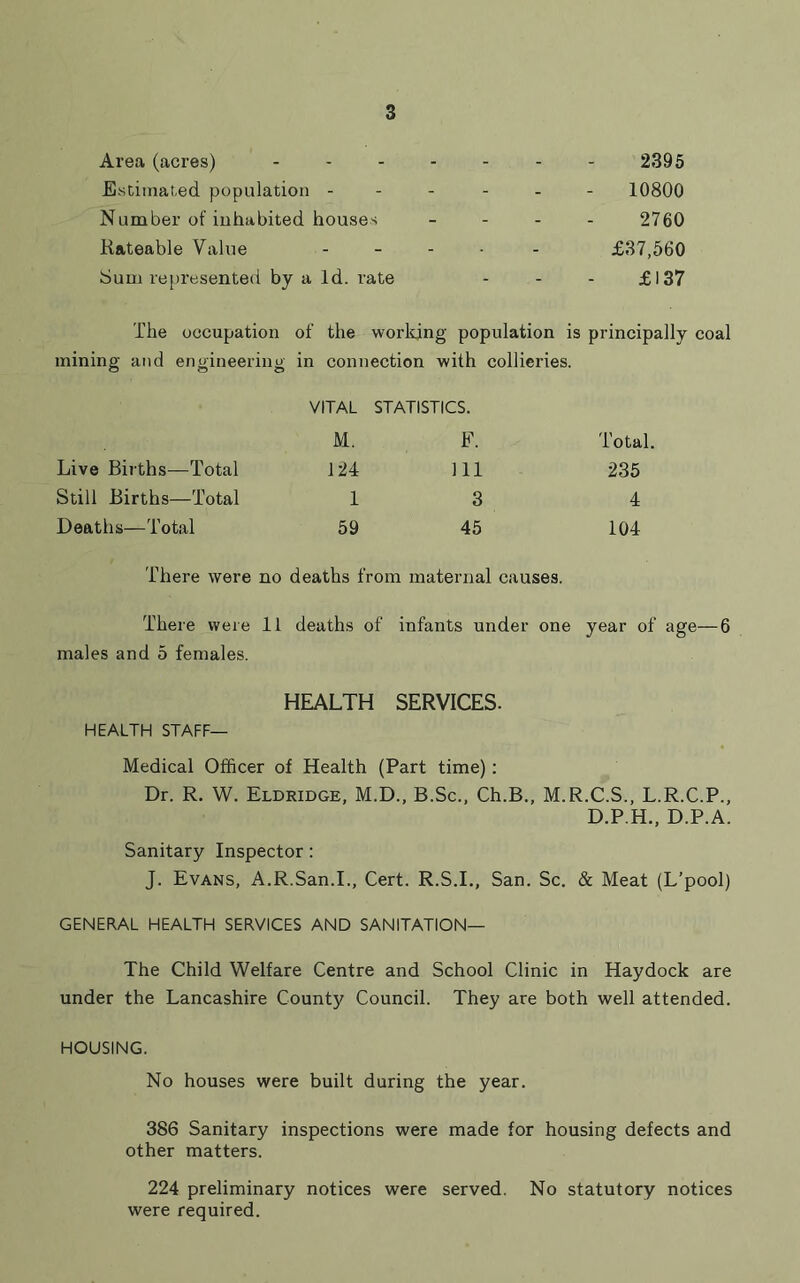 3
Area (acres) - - - - - - - 2395
Estimated population - - - - - - 10800
Number of inhabited houses - - - - 2760
Rateable Value - - - - - £37,560
Sum represented by a 1d. rate - - - £137
The occupation of the working population is principally coal
mining and engineering in connection with collieries.
VITAL STATISTICS.
M. F. Total.
Live Births—Total 124 111 235
Still Births—Total 1 3 4
Deaths—Total 59 45 104
There were no deaths from maternal causes.
There were 11 deaths of infants under one year of age—6
males and 5 females.
HEALTH SERVICES.
HEALTH STAFF—
Medical Officer of Health (Part time) :
Dr. R. W. Eldridge, M.D., B.Sc., Ch.B., M.R.C.S., L.R.C.P.,
D.P.H., D.P.A.
Sanitary Inspector :
J. Evans, A.R.San.I., Cert. R.S.I., San. Sc. & Meat (L'pool)
GENERAL HEALTH SERVICES AND SANITATION—
The Child Welfare Centre and School Clinic in Haydock are
under the Lancashire County Council. They are both well attended.
HOUSING.
No houses were built during the year.
386 Sanitary inspections were made for housing defects and
other matters.
224 preliminary notices were served. No statutory notices
were required.